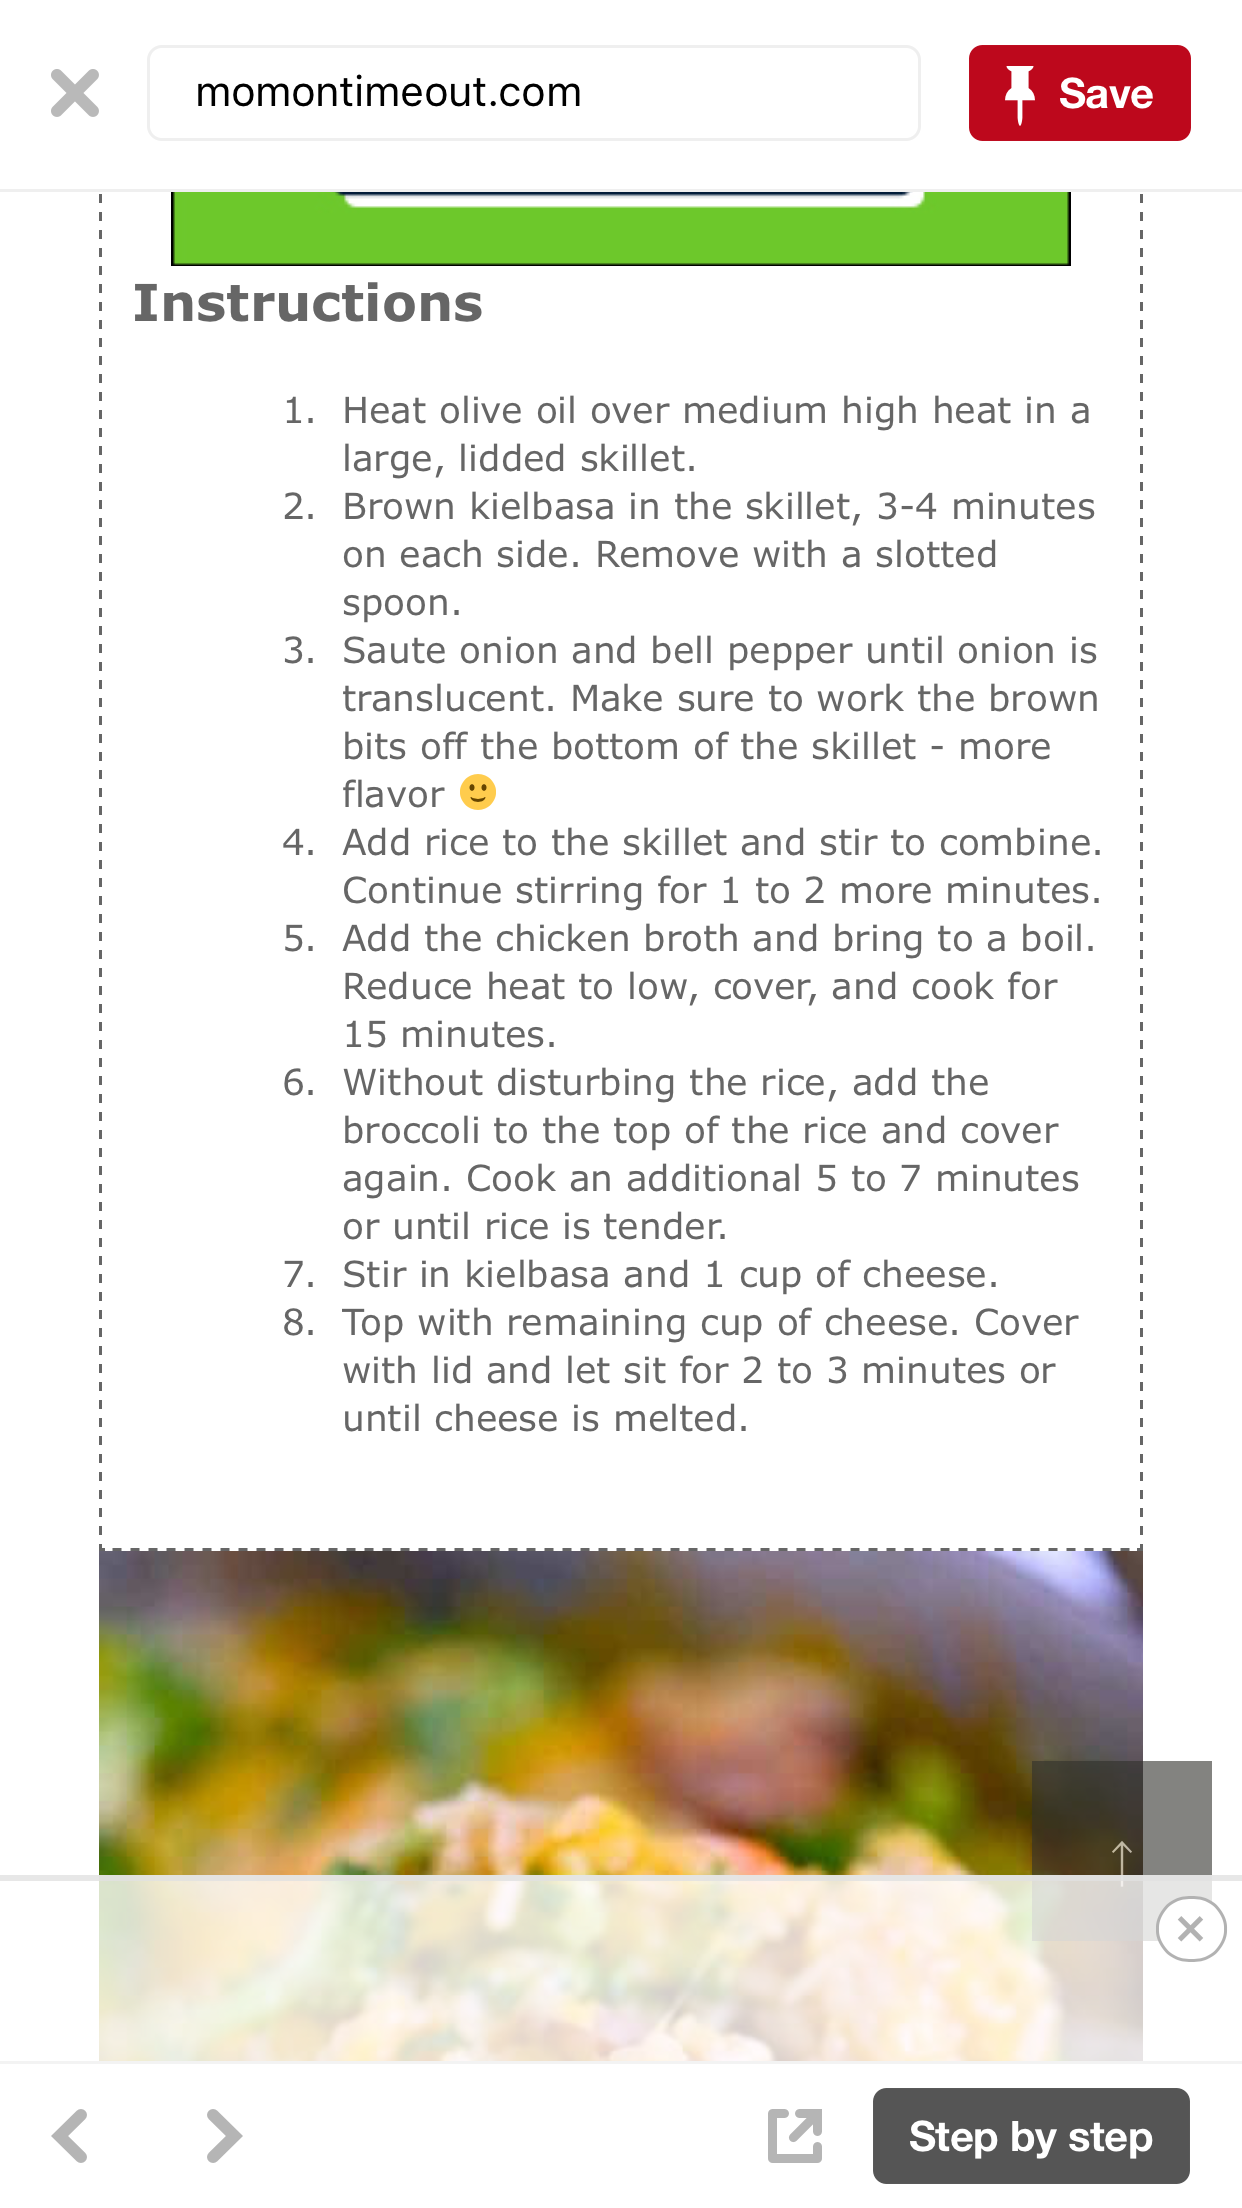 momontimeout.com
Save
Instructions
1. Heat olive oil over medium high heat in a
large, lidded skillet.
2. Brown kielbasa in the skillet, 3-4 minutes
on each side. Remove with a slotted
spoon.
3. Saute onion and bell pepper until onion is
translucent. Make sure to work the brown
bits off the bottom of the skillet - more
flavor 🙂
4. Add rice to the skillet and stir to combine.
Continue stirring for 1 to 2 more minutes.
5. Add the chicken broth and bring to a boil.
Reduce heat to low, cover, and cook for
15 minutes.
6. Without disturbing the rice, add the
broccoli to the top of the rice and cover
again. Cook an additional 5 to 7 minutes
or until rice is tender.
7. Stir in kielbasa and 1 cup of cheese.
8. Top with remaining cup of cheese. Cover
with lid and let sit for 2 to 3 minutes or
until cheese is melted.
Step by step